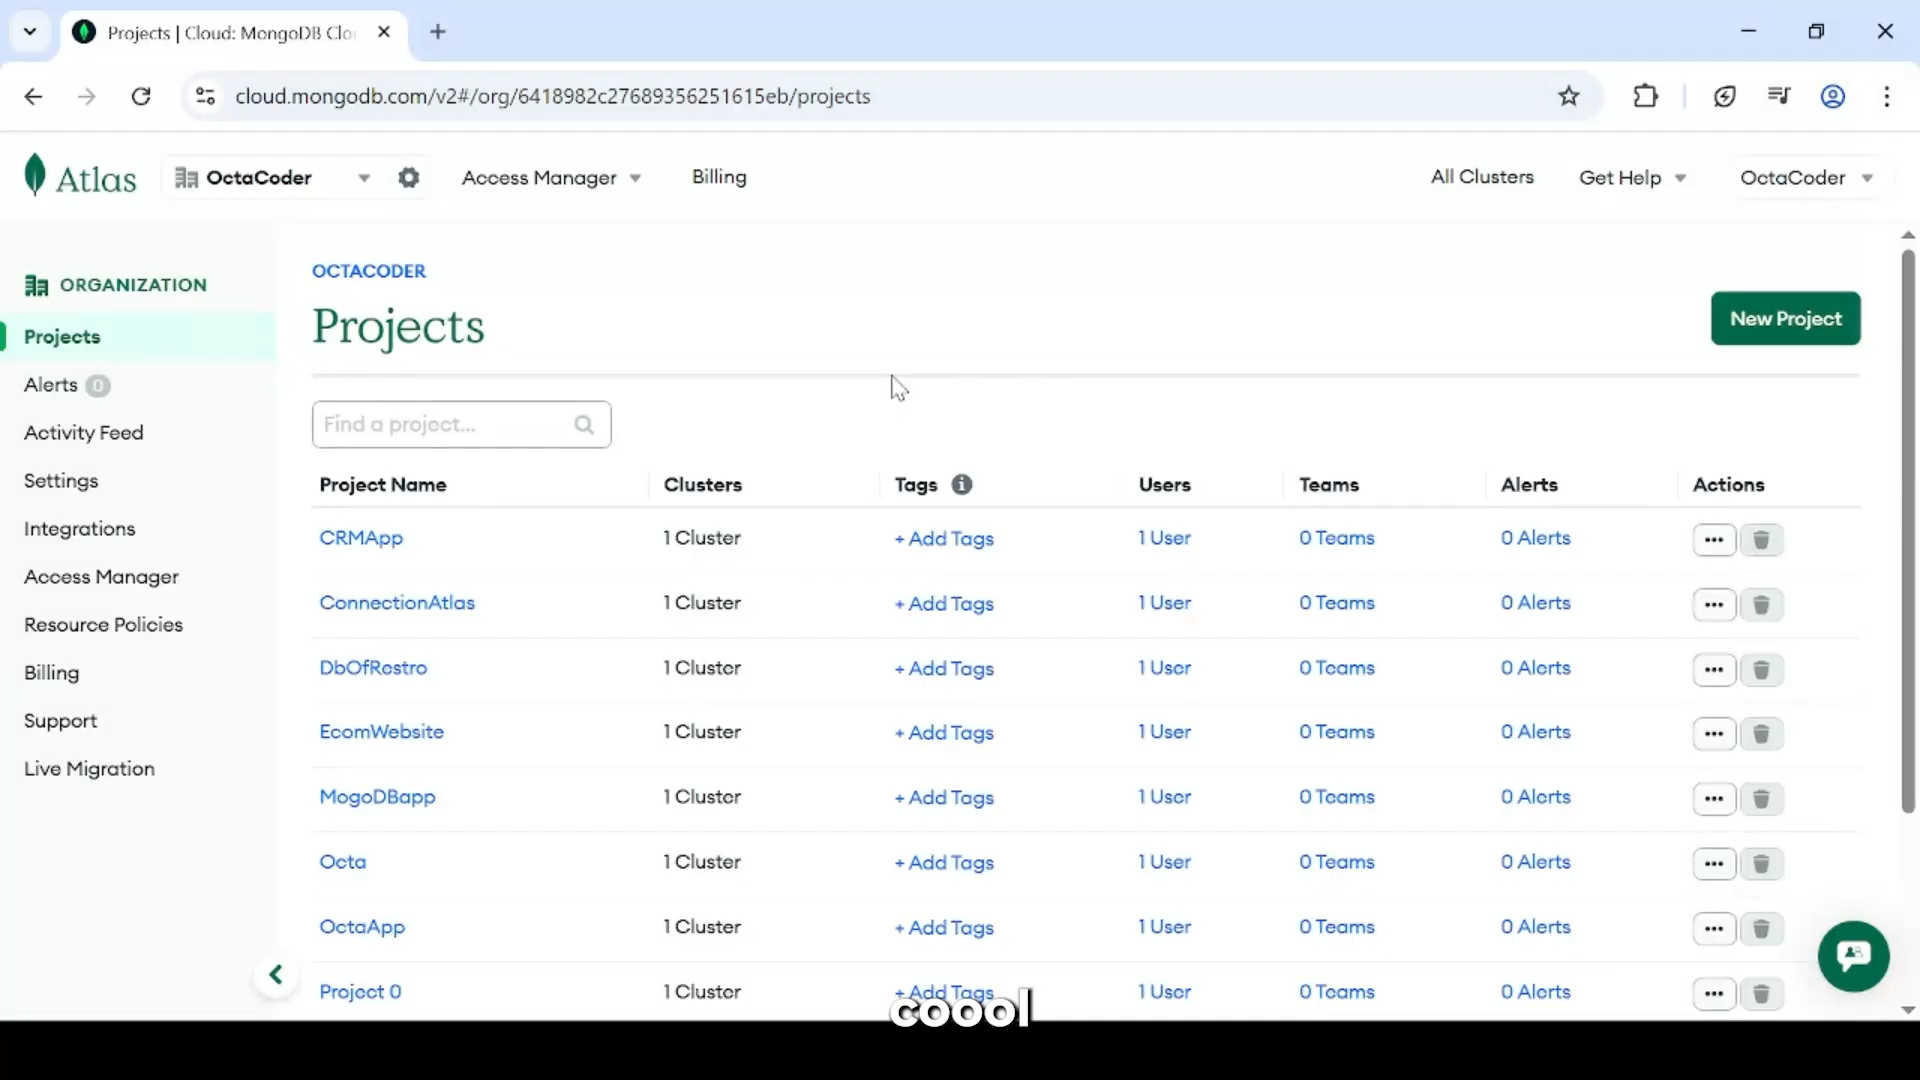 Projects | Cloud: MongoDB Clo
cloud.mongodb.com/v2#/org/6418982c27689356251615eb/projects
Atlas OctaCoder Access Manager Billing All Clusters Get Help OctaCoder
ORGANIZATION
Projects
Alerts 0
Activity Feed
Settings
Integrations
Access Manager
Resource Policies
Billing
Support
Live Migration
OCTACODER
Projects
New Project
Find a project...
Project Name Clusters Tags Users Teams Alerts Actions
CRMApp 1 Cluster + Add Tags 1 User 0 Teams 0 Alerts
ConnectionAtlas 1 Cluster + Add Tags 1 User 0 Teams 0 Alerts
DbOfRestro 1 Cluster + Add Tags 1 User 0 Teams 0 Alerts
EcomWebsite 1 Cluster + Add Tags 1 User 0 Teams 0 Alerts
MogoDBapp 1 Cluster + Add Tags 1 User 0 Teams 0 Alerts
Octa 1 Cluster + Add Tags 1 User 0 Teams 0 Alerts
OctaApp 1 Cluster + Add Tags 1 User 0 Teams 0 Alerts
Project 0 1 Cluster + Add Tags 1 User 0 Teams 0 Alerts
coool